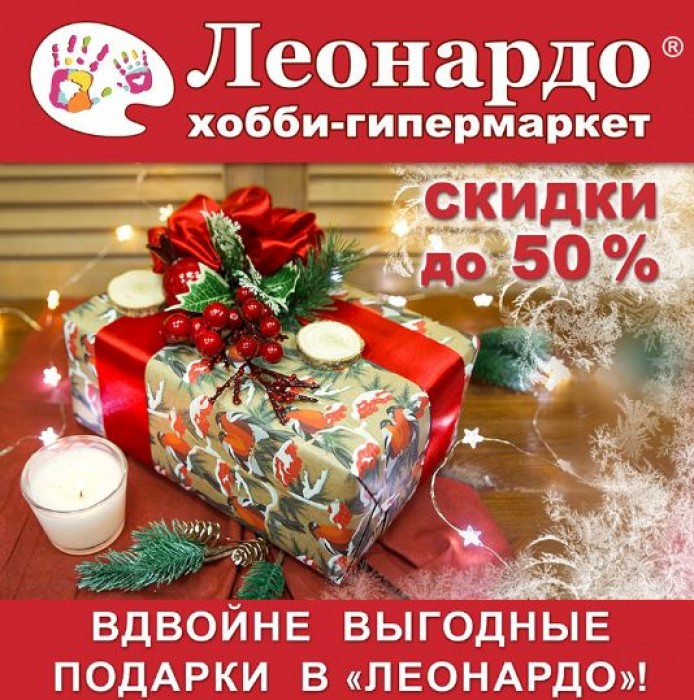 Леонардо®
хобби-гипермаркет
СКИДКИ
до 50%
ВДВОЙНЕ ВЫГОДНЫЕ
ПОДАРКИ В «ЛЕОНАРДО»!